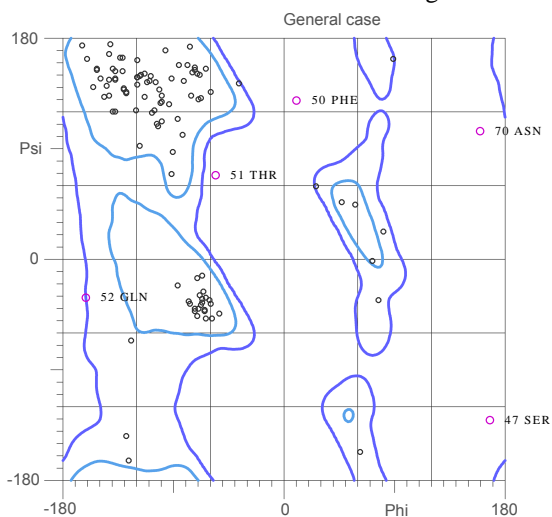 General case
180
50 PHE
70 ASN
Psi
51 THR
0
52 GLN
47 SER
-180
-180
0
Phi
180